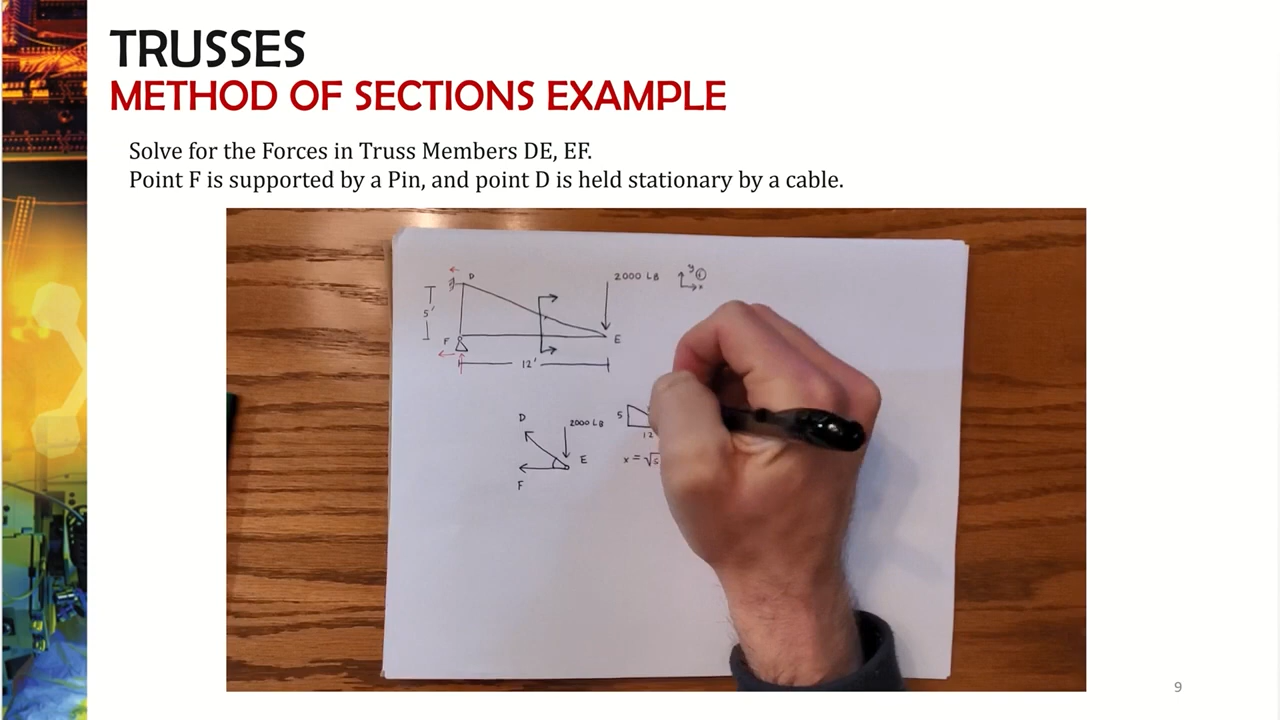 TRUSSES
METHOD OF SECTIONS EXAMPLE
Solve for the Forces in Truss Members DE, EF.
Point F is supported by a Pin, and point D is held stationary by a cable.
D
2000 LB
y
x
5'
F
E
12'
D
2000 LB
E
F
5
12
x = √5
9